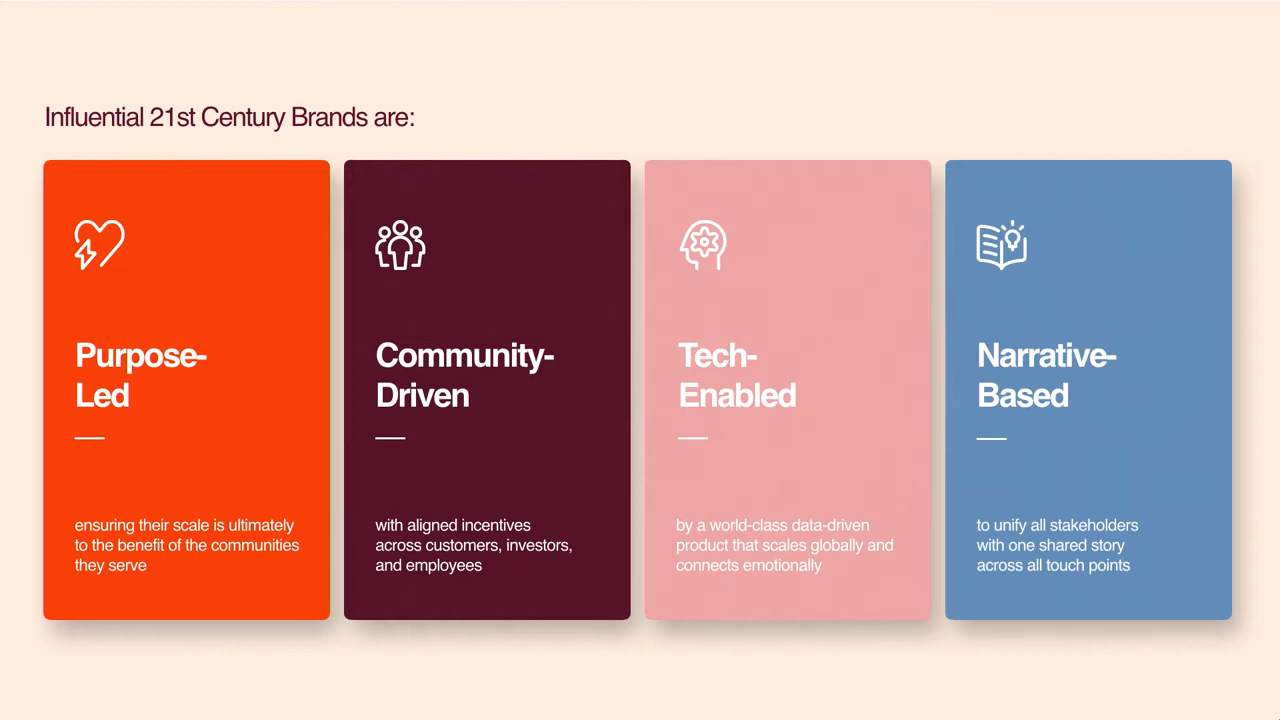 Influential 21st Century Brands are:
Purpose-
Led
ensuring their scale is ultimately
to the benefit of the communities
they serve
Community-
Driven
with aligned incentives
across customers, investors,
and employees
Tech-
Enabled
by a world-class data-driven
product that scales globally and
connects emotionally
Narrative-
Based
to unify all stakeholders
with one shared story
across all touch points